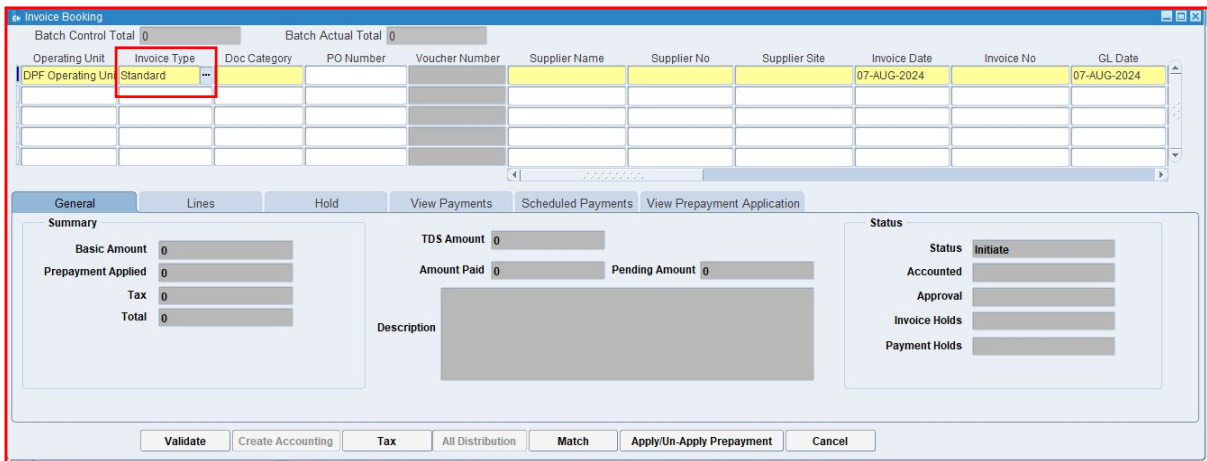 Invoice Booking
Batch Control Total 0 Batch Actual Total 0
Operating Unit Invoice Type Doc Category PO Number Voucher Number Supplier Name Supplier No Supplier Site Invoice Date Invoice No GL Date
DPF Operating Uni Standard ... 07-AUG-2024 07-AUG-2024
General Lines Hold View Payments Scheduled Payments View Prepayment Application
Summary Status
Basic Amount 0 TDS Amount 0 Status Initiate
Prepayment Applied 0 Amount Paid 0 Pending Amount 0 Accounted
Tax 0 Approval
Total 0 Description Invoice Holds
Payment Holds
Validate Create Accounting Tax All Distribution Match Apply/Un-Apply Prepayment Cancel